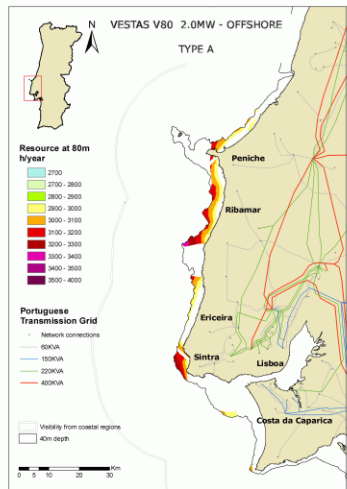 VESTAS V80 2.0MW - OFFSHORE
TYPE A
N
Resource at 80m
h/year
2700
2700 - 2800
2800 - 2900
2900 - 3000
3000 - 3100
3100 - 3200
3200 - 3300
3300 - 3400
3400 - 3500
3500 - 4000
Portuguese
Transmission Grid
Network connections
60KVA
150KVA
220KVA
400KVA
Visibility from coastal regions
40m depth
0 5 10 20 30 Km
Peniche
Ribamar
Ericeira
Sintra
Lisboa
Costa da Caparica